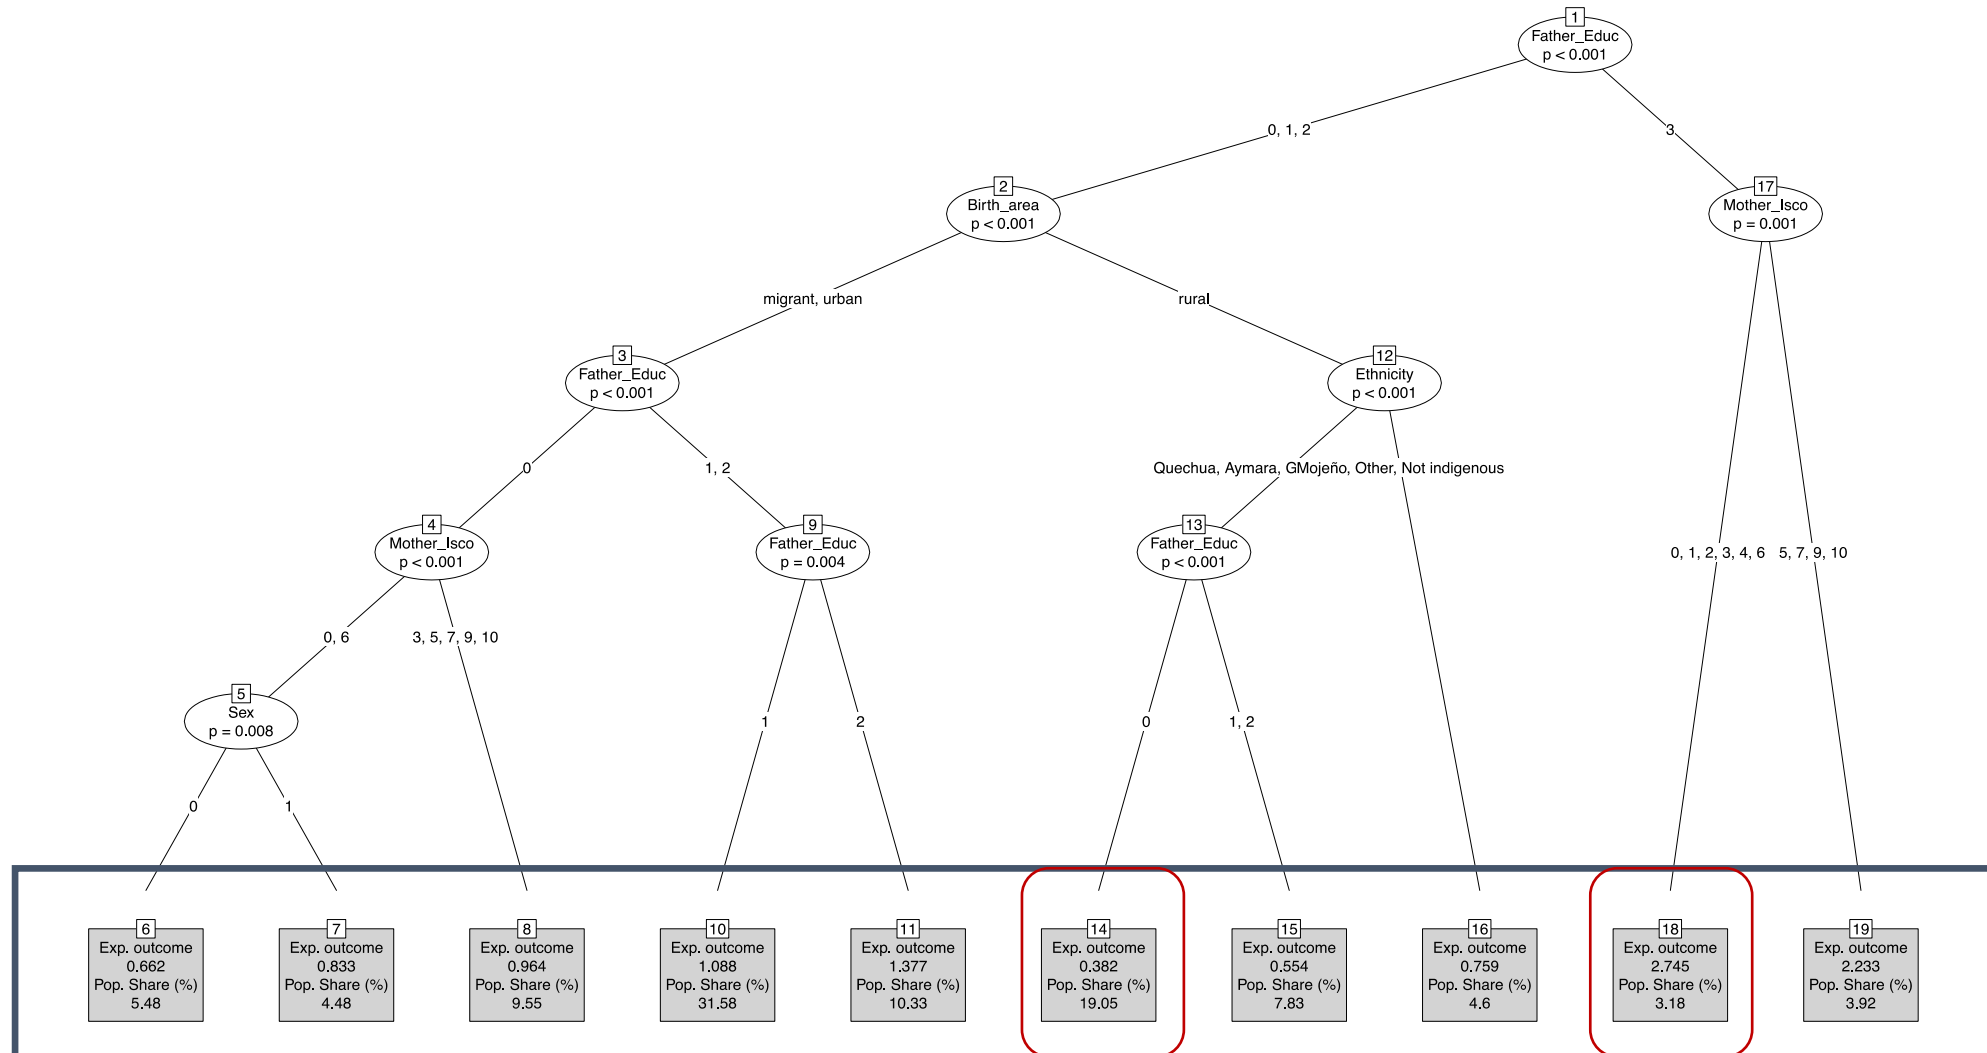 1
Father_Educ
p < 0.001
0, 1, 2
3
2
Birth_area
p < 0.001
17
Mother_Isco
p = 0.001
migrant, urban
rural
3
Father_Educ
p < 0.001
12
Ethnicity
p < 0.001
0
1, 2
Quechua, Aymara, GMojeño, Other, Not indigenous
4
Mother_Isco
p < 0.001
9
Father_Educ
p = 0.004
13
Father_Educ
p < 0.001
0, 1, 2, 3, 4, 6
5, 7, 9, 10
0, 6
3, 5, 7, 9, 10
5
Sex
p = 0.008
1
2
0
1, 2
0
1
6
Exp. outcome
0.662
Pop. Share (%)
5.48
7
Exp. outcome
0.833
Pop. Share (%)
4.48
8
Exp. outcome
0.964
Pop. Share (%)
9.55
10
Exp. outcome
1.088
Pop. Share (%)
31.58
11
Exp. outcome
1.377
Pop. Share (%)
10.33
14
Exp. outcome
0.382
Pop. Share (%)
19.05
15
Exp. outcome
0.554
Pop. Share (%)
7.83
16
Exp. outcome
0.759
Pop. Share (%)
4.6
18
Exp. outcome
2.745
Pop. Share (%)
3.18
19
Exp. outcome
2.233
Pop. Share (%)
3.92